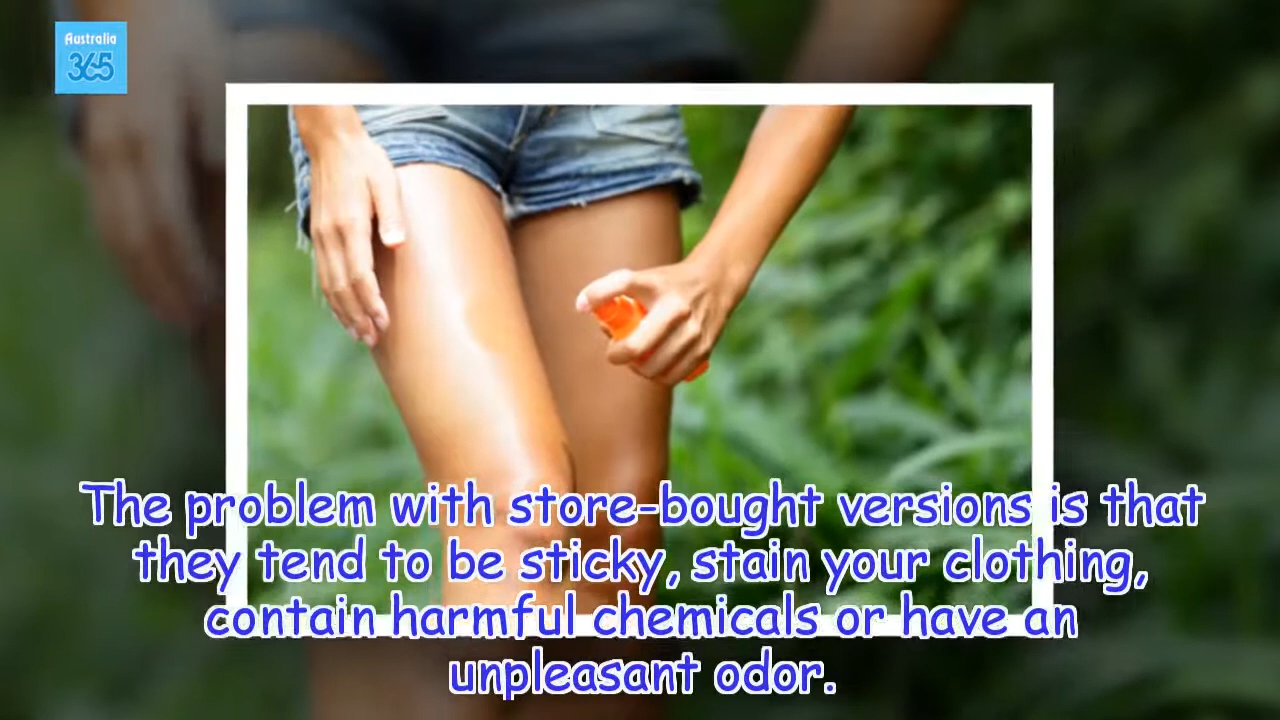 Australia
365
The problem with store-bought versions is that
they tend to be sticky, stain your clothing,
contain harmful chemicals or have an
unpleasant odor.